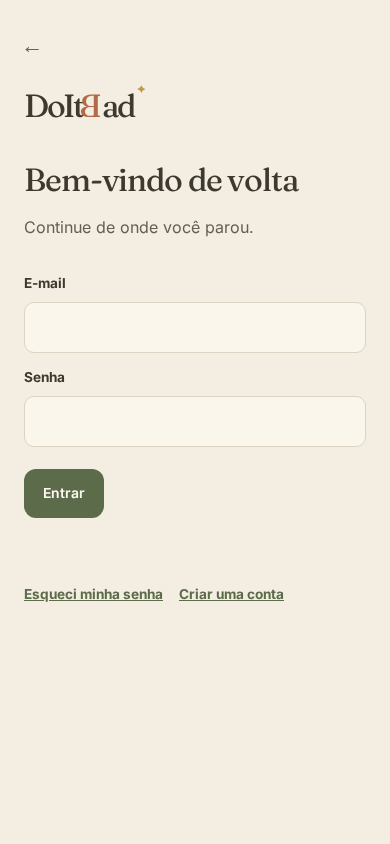 ←
DoItBad
Bem-vindo de volta
Continue de onde você parou.
E-mail
Senha
Entrar
Esqueci minha senha Criar uma conta